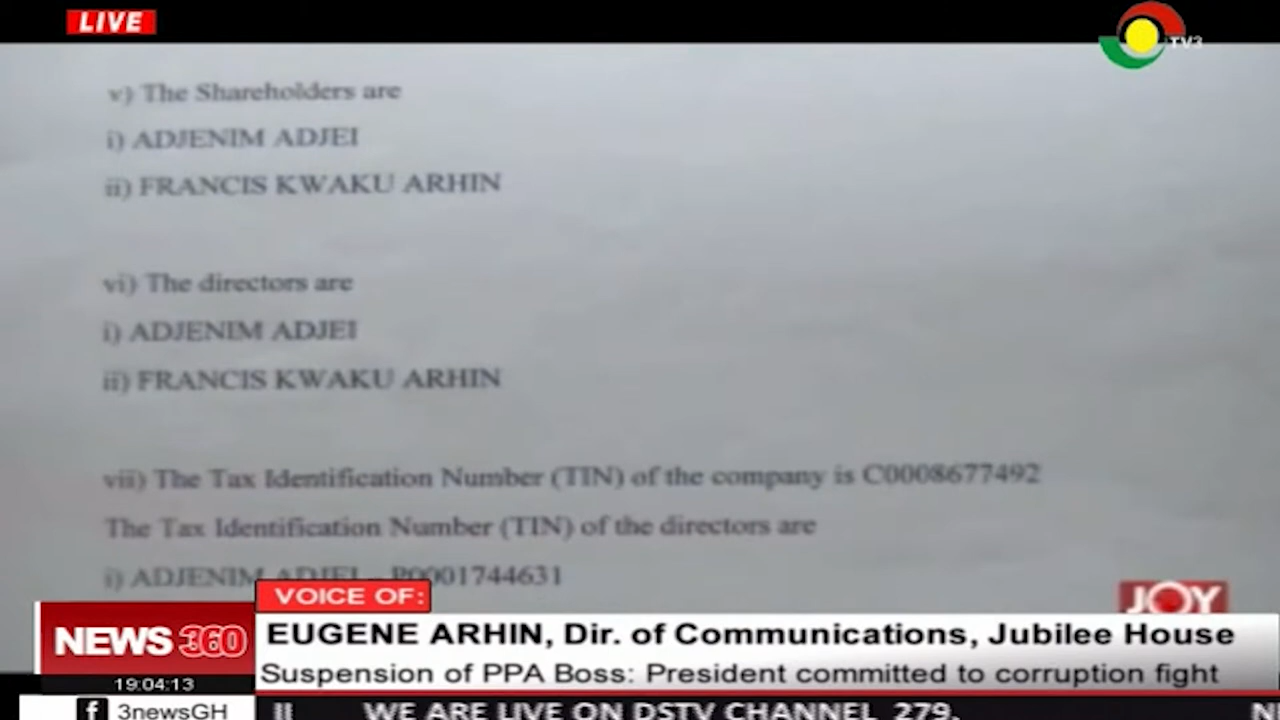 LIVE
TV3
v) The Shareholders are
i) ADJENIM ADJEI
ii) FRANCIS KWAKU ARHIN
vi) The directors are
i) ADJENIM ADJEI
ii) FRANCIS KWAKU ARHIN
vii) The Tax Identification Number (TIN) of the company is C0008677492
The Tax Identification Number (TIN) of the directors are
i) ADJENIM ADJEI – P0001744631
VOICE OF:
JOY
NEWS 360
EUGENE ARHIN, Dir. of Communications, Jubilee House
Suspension of PPA Boss: President committed to corruption fight
19:04:13
f 3newsGH
WE ARE LIVE ON DSTV CHANNEL 279.